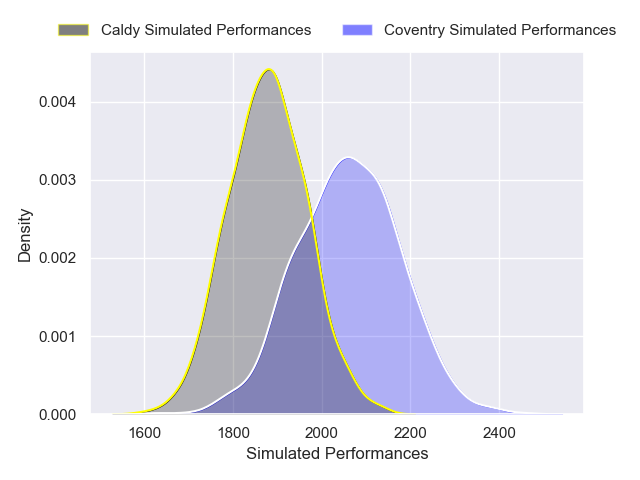 Caldy Simulated Performances Coventry Simulated Performances
0.004
0.003
0.002
0.001
0.000
Density
1600 1800 2000 2200 2400
Simulated Performances